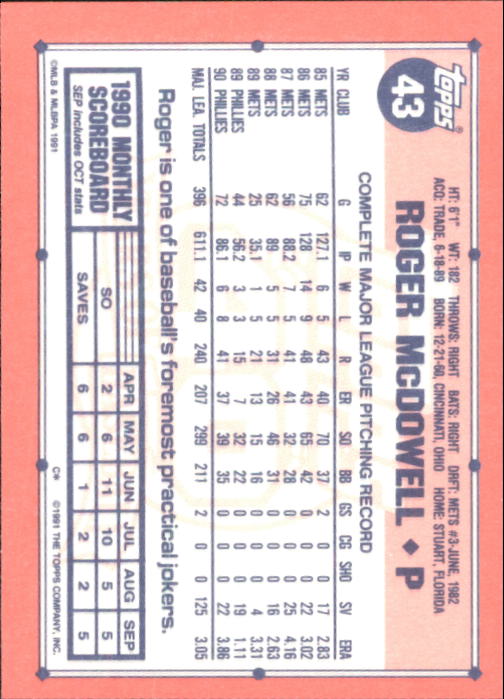 topps®
43
HT: 6'1" WT: 182 THROWS: RIGHT BATS: RIGHT DRFT: METS #3-JUNE, 1982
ACQ: TRADE, 6-18-89 BORN: 12-21-60, CINCINNATI, OHIO HOME: STUART, FLORIDA
ROGER McDOWELL ◆ P
COMPLETE MAJOR LEAGUE PITCHING RECORD
YR CLUB G IP W L R ER SO BB GS CG SHO SV ERA
85 METS 62 127.1 6 5 43 40 70 37 2 0 0 17 2.83
86 METS 75 128 14 9 48 43 65 42 0 0 0 22 3.02
87 METS 56 88.2 7 5 41 41 32 28 0 0 0 25 4.16
88 METS 62 89 5 5 31 26 46 31 0 0 0 16 2.63
89 METS 25 35.1 1 5 21 13 15 16 0 0 0 4 3.31
89 PHILLIES 44 56.2 3 3 15 7 32 22 0 0 0 19 1.11
90 PHILLIES 72 86.1 6 8 41 37 39 35 0 0 0 22 3.86
MAJ. LEA. TOTALS 396 611.1 42 40 240 207 299 211 2 0 0 125 3.05
Roger is one of baseball's foremost practical jokers.
1990 MONTHLY
SCOREBOARD
SEP includes OCT stats
APR MAY JUN JUL AUG SEP
SO 2 6 11 10 5 5
SAVES 6 6 1 2 2 5
©MLB & MLBPA 1991
C* ©1991 THE TOPPS COMPANY, INC.